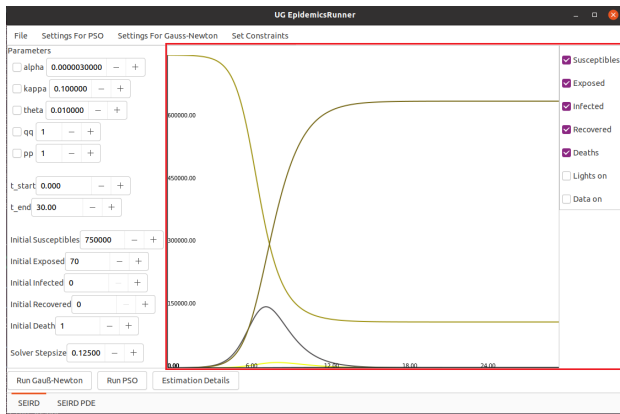 UG EpidemicsRunner
File Settings For PSO Settings For Gauss-Newton Set Constraints
Parameters
alpha 0.0000030000 − +
kappa 0.100000 − +
theta 0.010000 − +
qq 1 − +
pp 1 − +
t_start 0.000 − +
t_end 30.00 − +
Initial Susceptibles 750000 − +
Initial Exposed 70 − +
Initial Infected 0 − +
Initial Recovered 0 − +
Initial Death 1 − +
Solver Stepsize 0.12500 − +
600000.00
450000.00
300000.00
150000.00
0.00 6.00 12.00 18.00 24.00
Susceptibles
Exposed
Infected
Recovered
Deaths
Lights on
Data on
Run Gauß-Newton Run PSO Estimation Details
SEIRD SEIRD PDE